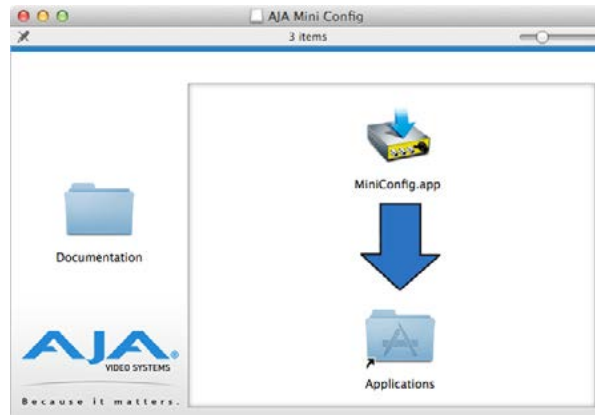 AJA Mini Config
3 items
MiniConfig.app
Documentation
Applications
AJA
VIDEO SYSTEMS
Because it matters.